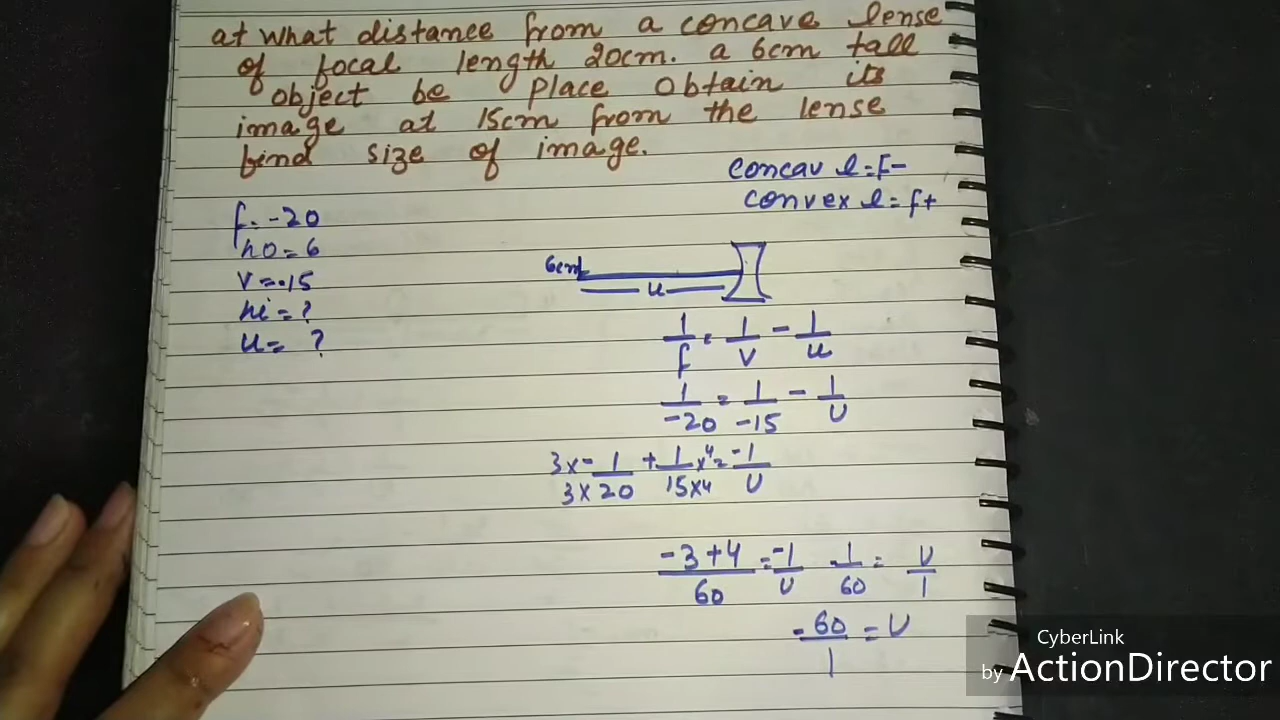 at what distance from a concave lense
of focal length 20cm. a 6cm tall
object be place obtain its
image at 15cm from the lense
find size of image.
concav l = F-
convex l = f+
f = -20
ho = 6
v = -15
hi = ?
u = ?
6cm
u
1/f = 1/v - 1/u
1/-20 = 1/-15 - 1/u
3x-1/3x20 + 1x4/15x4 = -1/u
-3+4/60 = -1/u 1/60 = u/1
-60/1 = u
CyberLink
by ActionDirector